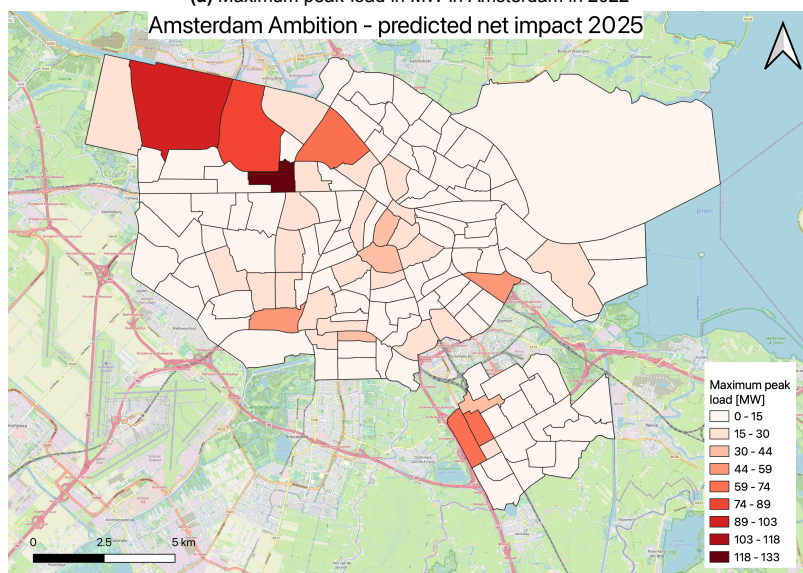 (a) Maximum peak load in MW in Amsterdam in 2022
Amsterdam Ambition - predicted net impact 2025
Maximum peak
load [MW]
0 - 15
15 - 30
30 - 44
44 - 59
59 - 74
74 - 89
89 - 103
103 - 118
118 - 133
0
2.5
5 km